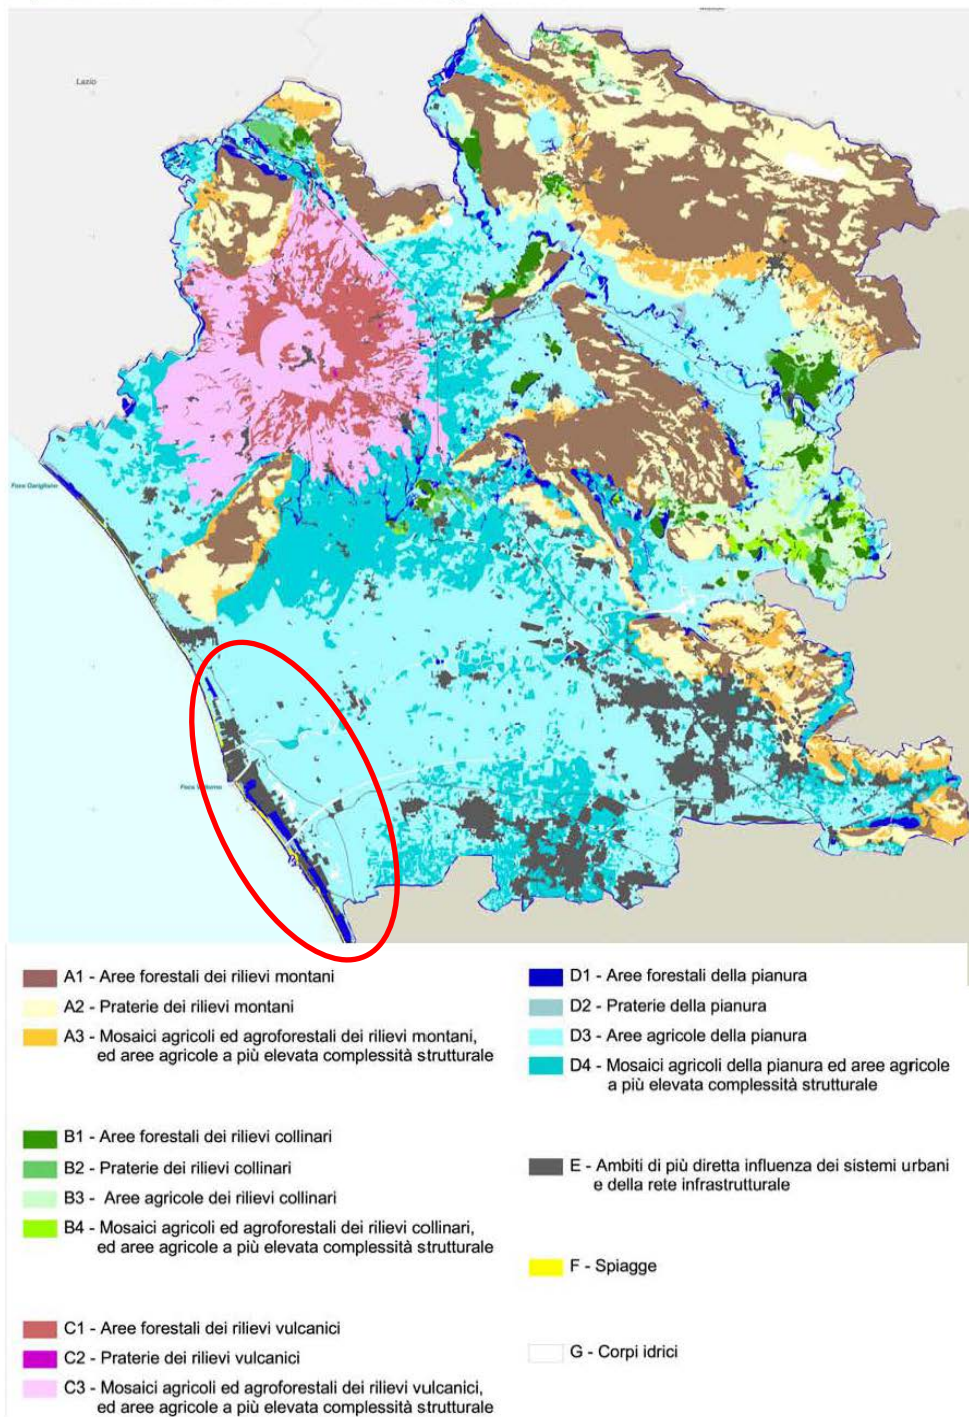 Lazio
Foce Garigliano
A1 - Aree forestali dei rilievi montani
A2 - Praterie dei rilievi montani
A3 - Mosaici agricoli ed agroforestali dei rilievi montani,
ed aree agricole a più elevata complessità strutturale
B1 - Aree forestali dei rilievi collinari
B2 - Praterie dei rilievi collinari
B3 - Aree agricole dei rilievi collinari
B4 - Mosaici agricoli ed agroforestali dei rilievi collinari,
ed aree agricole a più elevata complessità strutturale
C1 - Aree forestali dei rilievi vulcanici
C2 - Praterie dei rilievi vulcanici
C3 - Mosaici agricoli ed agroforestali dei rilievi vulcanici,
ed aree agricole a più elevata complessità strutturale
D1 - Aree forestali della pianura
D2 - Praterie della pianura
D3 - Aree agricole della pianura
D4 - Mosaici agricoli della pianura ed aree agricole
a più elevata complessità strutturale
E - Ambiti di più diretta influenza dei sistemi urbani
e della rete infrastrutturale
F - Spiagge
G - Corpi idrici